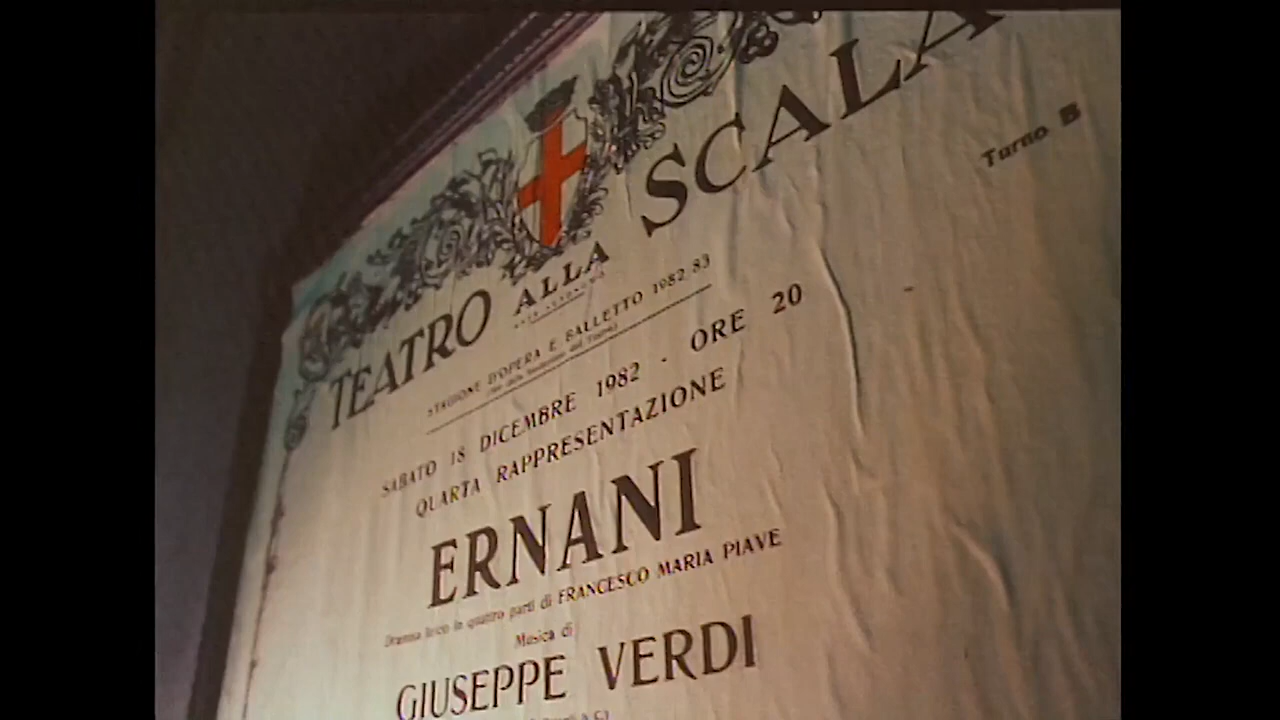 TEATRO ALLA SCALA
Turno B
STAGIONE D'OPERA E BALLETTO 1982/83
SABATO 18 DICEMBRE 1982 - ORE 20
QUARTA RAPPRESENTAZIONE
ERNANI
Dramma lirico in quattro parti di FRANCESCO MARIA PIAVE
Musica di
GIUSEPPE VERDI